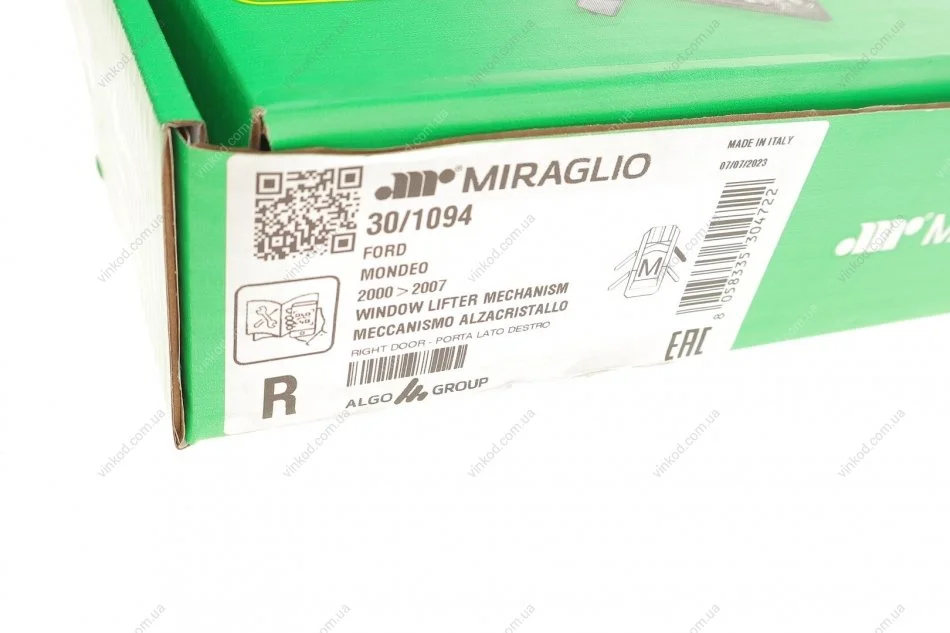 MIRAGLIO
30/1094
FORD
MONDEO
2000 > 2007
WINDOW LIFTER MECHANISM
MECCANISMO ALZACRISTALLO
RIGHT DOOR - PORTA LATO DESTRO
R
ALGO GROUP
MADE IN ITALY
07/07/2023
M
8 058335 304722
EAC
M
vinkod.com.ua